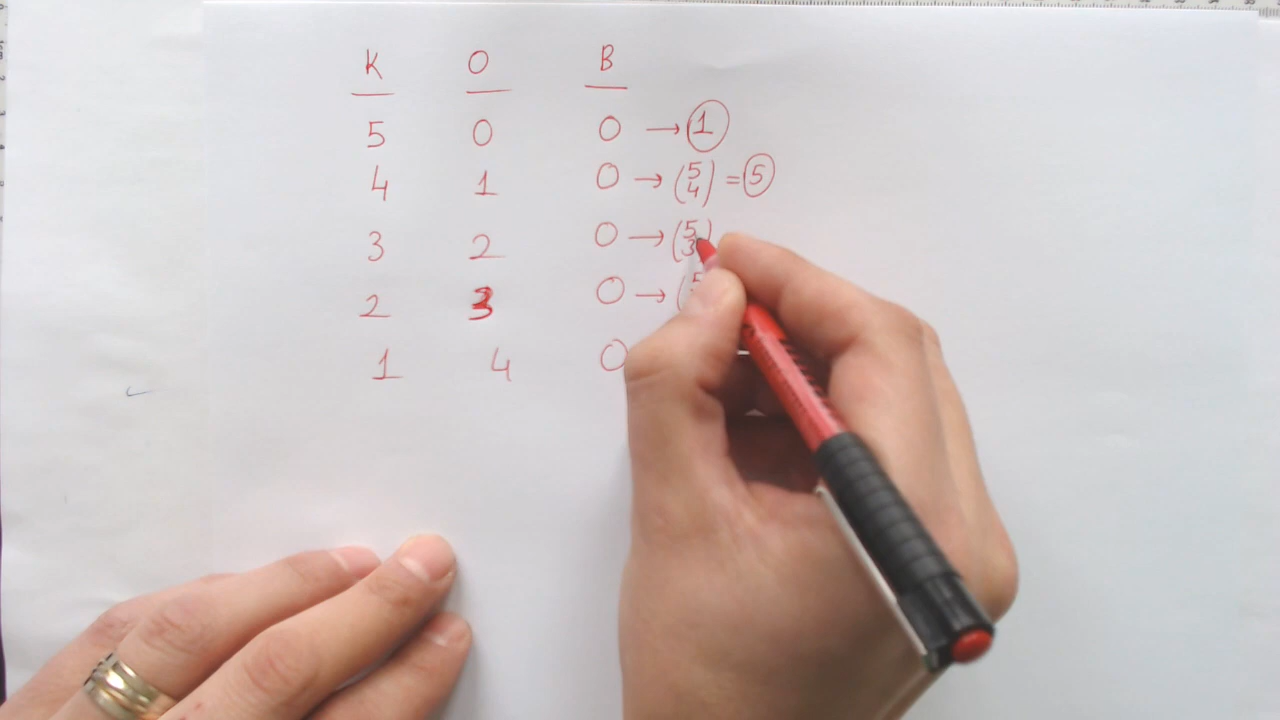 K O B
5 0 0 → 1
4 1 0 → (5 4) = 5
3 2 0 → (5 3)
2 3 0 → (5
1 4 0